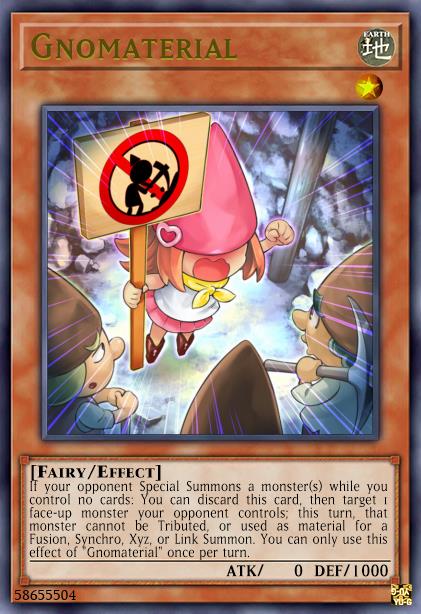 GNOMATERIAL
EARTH
地
[FAIRY/EFFECT]
If your opponent Special Summons a monster(s) while you
control no cards: You can discard this card, then target 1
face-up monster your opponent controls; this turn, that
monster cannot be Tributed, or used as material for a
Fusion, Synchro, Xyz, or Link Summon. You can only use this
effect of "Gnomaterial" once per turn.
ATK/ 0 DEF/1000
58655504